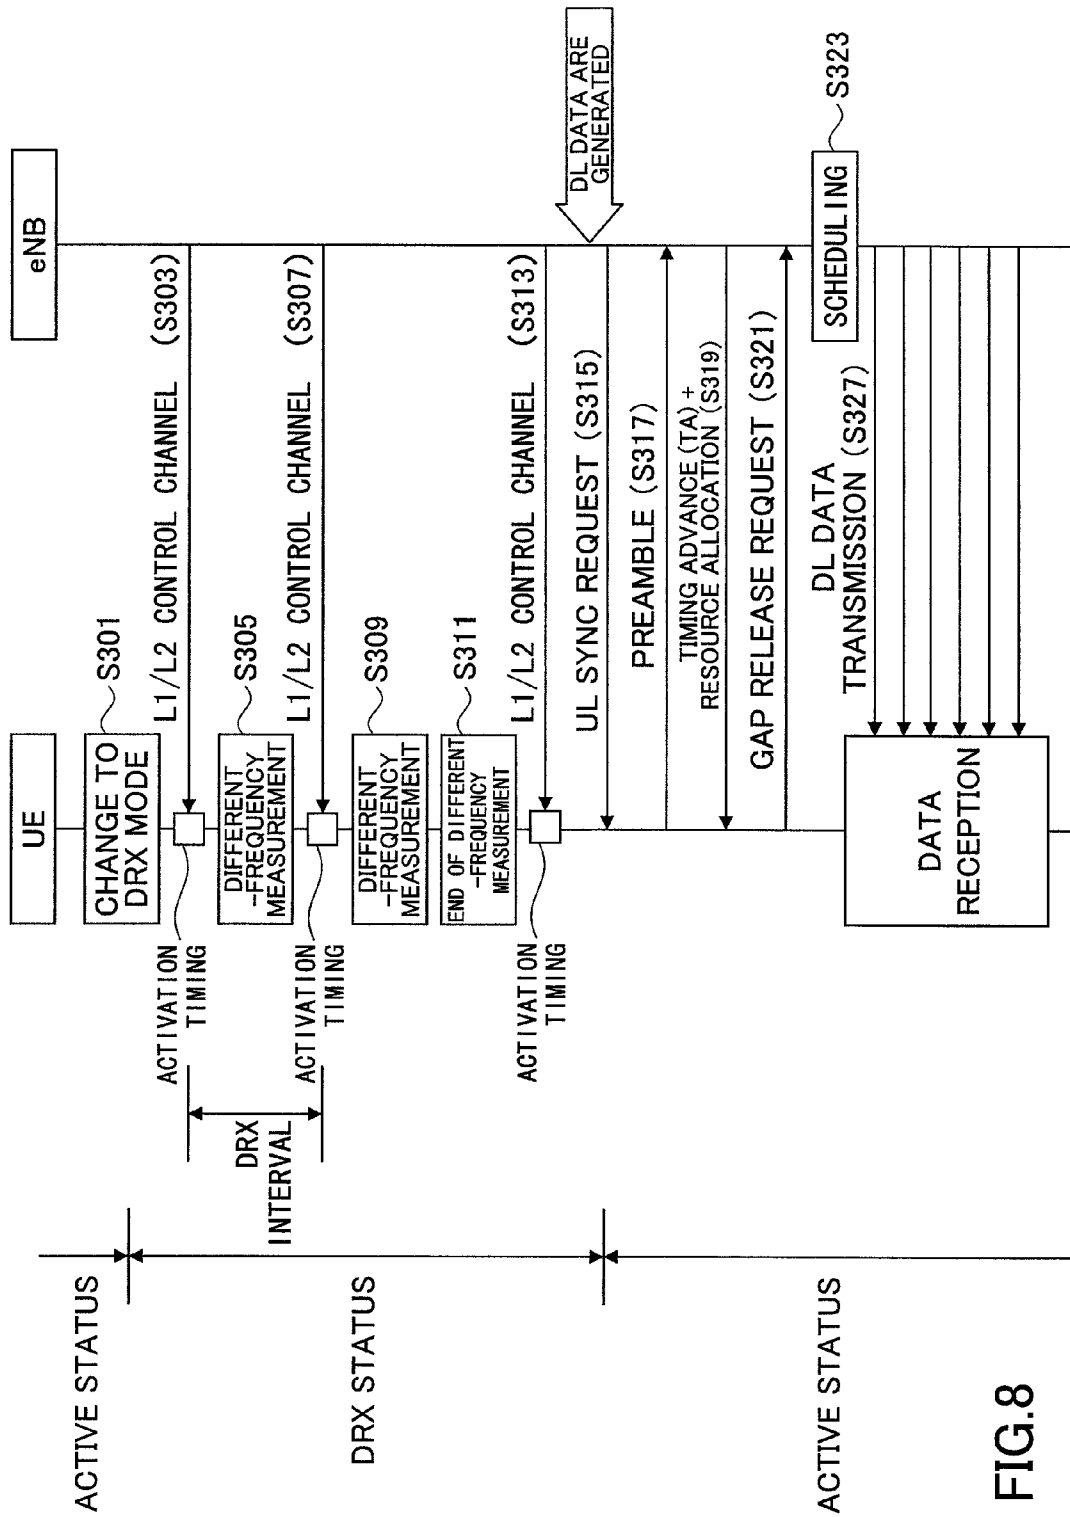 UE
eNB
CHANGE TO
DRX MODE
S301
L1/L2 CONTROL CHANNEL (S303)
ACTIVATION
TIMING
DIFFERENT
-FREQUENCY
MEASUREMENT
S305
L1/L2 CONTROL CHANNEL (S307)
ACTIVATION
TIMING
DRX
INTERVAL
DIFFERENT
-FREQUENCY
MEASUREMENT
S309
END OF DIFFERENT
-FREQUENCY
MEASUREMENT
S311
L1/L2 CONTROL CHANNEL (S313)
ACTIVATION
TIMING
DL DATA ARE
GENERATED
UL SYNC REQUEST (S315)
PREAMBLE (S317)
TIMING ADVANCE (TA) +
RESOURCE ALLOCATION (S319)
GAP RELEASE REQUEST (S321)
SCHEDULING
S323
DL DATA
TRANSMISSION (S327)
DATA
RECEPTION
ACTIVE STATUS
DRX STATUS
ACTIVE STATUS
FIG.8